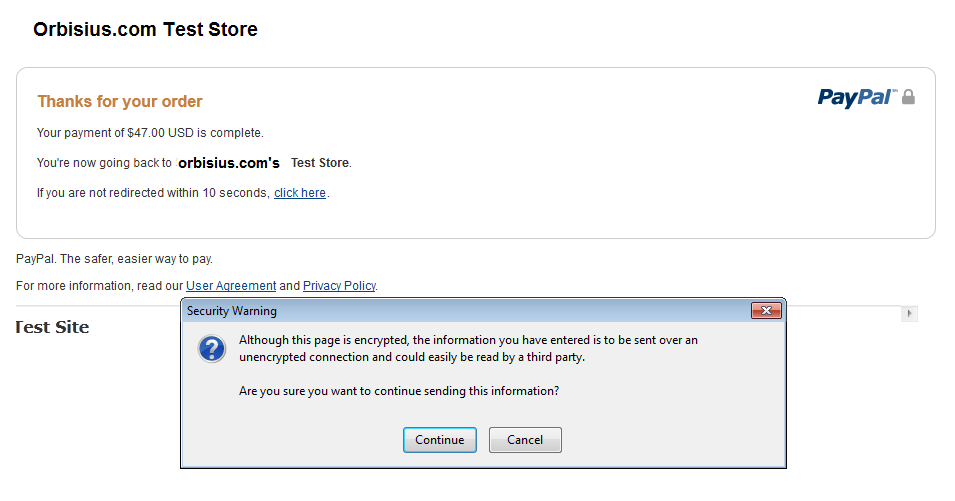 Orbisius.com Test Store
Thanks for your order
PayPal™
Your payment of $47.00 USD is complete.
You're now going back to orbisius.com's Test Store.
If you are not redirected within 10 seconds, click here.
PayPal. The safer, easier way to pay.
For more information, read our User Agreement and Privacy Policy.
Test Site
Security Warning
Although this page is encrypted, the information you have entered is to be sent over an
unencrypted connection and could easily be read by a third party.
Are you sure you want to continue sending this information?
Continue Cancel